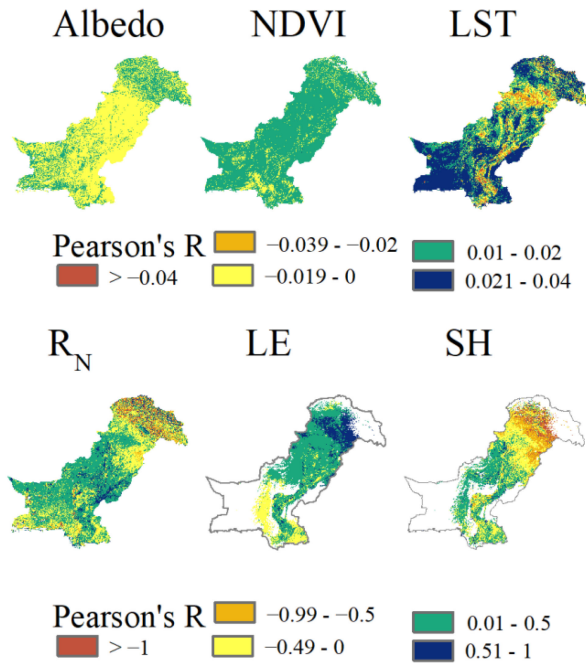 Albedo NDVI LST
Pearson's R
> −0.04
−0.039 - −0.02
−0.019 - 0
0.01 - 0.02
0.021 - 0.04
R_N LE SH
Pearson's R
> −1
−0.99 - −0.5
−0.49 - 0
0.01 - 0.5
0.51 - 1